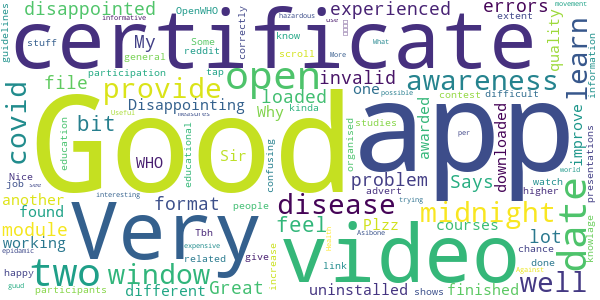 disappointed OpenWHO errors informative hazardous
guidelines stuff My certificate experienced extent
reddit Some
correctly use movement
general More know What
participation tap open awareness quality
file provide invalid scroll learn information
covid bit Disappointing loaded one kinda contest difficult
Why Useful awarded downloaded
education WHO educational Sir confusing organised studies measures possible improve presentations
Good app
Nice job see format problem advert Says per watch higher
another people disease midnight date
module found Very feel Plzz courses chance knowlage
working Tbh related give video lot done world
interesting trying
happy two window link increase Asibone well
epidamic expensive Against
participants different Great uninstalled shows finished
guud